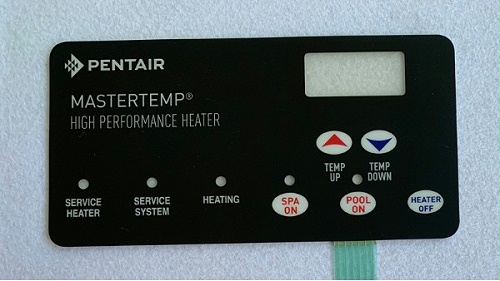 PENTAIR
MASTERTEMP®
HIGH PERFORMANCE HEATER
TEMP
UP
TEMP
DOWN
SERVICE
HEATER
SERVICE
SYSTEM
HEATING
SPA
ON
POOL
ON
HEATER
OFF